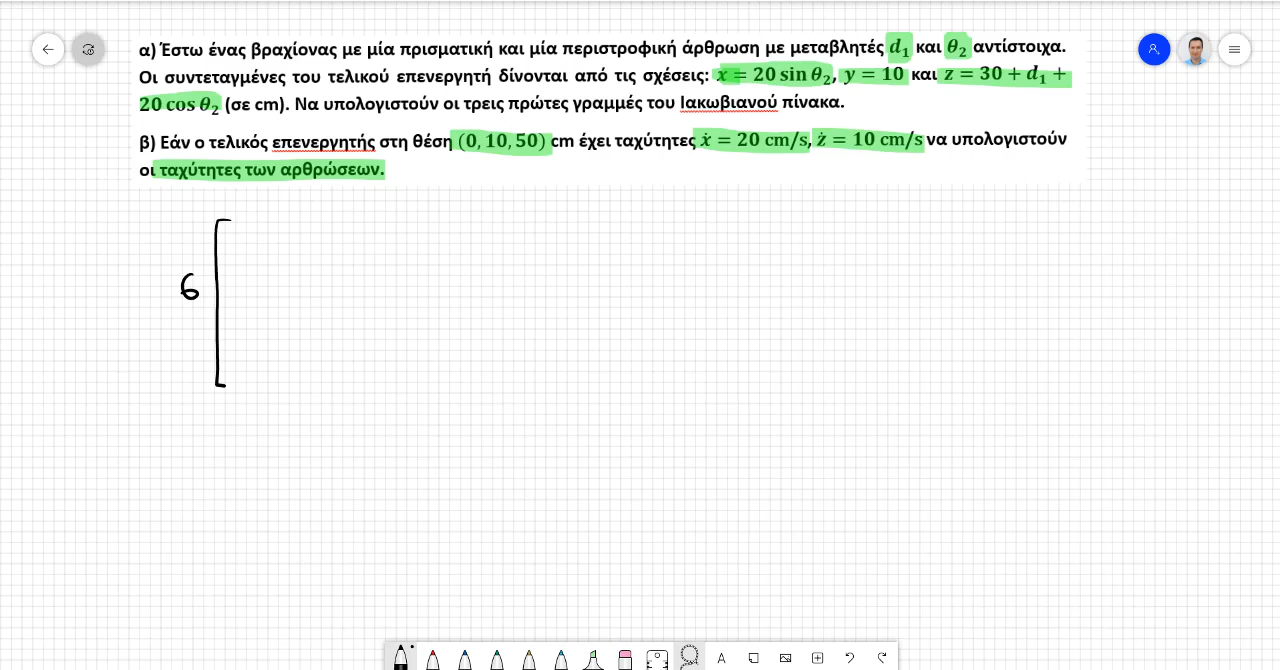 α) Έστω ένας βραχίονας με μία πρισματική και μία περιστροφική άρθρωση με μεταβλητές d₁ και θ₂ αντίστοιχα.
Οι συντεταγμένες του τελικού επενεργητή δίνονται από τις σχέσεις: x = 20 sin θ₂, y = 10 και z = 30 + d₁ +
20 cos θ₂ (σε cm). Να υπολογιστούν οι τρεις πρώτες γραμμές του Ιακωβιανού πίνακα.
β) Εάν ο τελικός επενεργητής στη θέση (0, 10, 50) cm έχει ταχύτητες ẋ = 20 cm/s, ż = 10 cm/s να υπολογιστούν
οι ταχύτητες των αρθρώσεων.
6 [
A